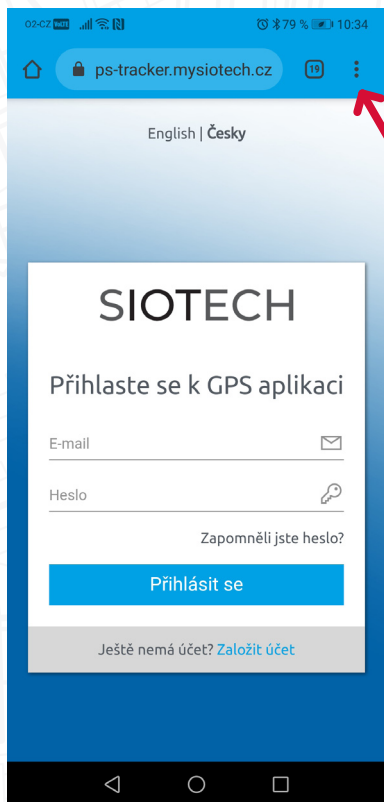 O2-CZ VoLTE 79 % 10:34
ps-tracker.mysiotech.cz 19
English | Česky
SIOTECH
Přihlaste se k GPS aplikaci
E-mail
Heslo
Zapomněli jste heslo?
Přihlásit se
Ještě nemá účet? Založit účet